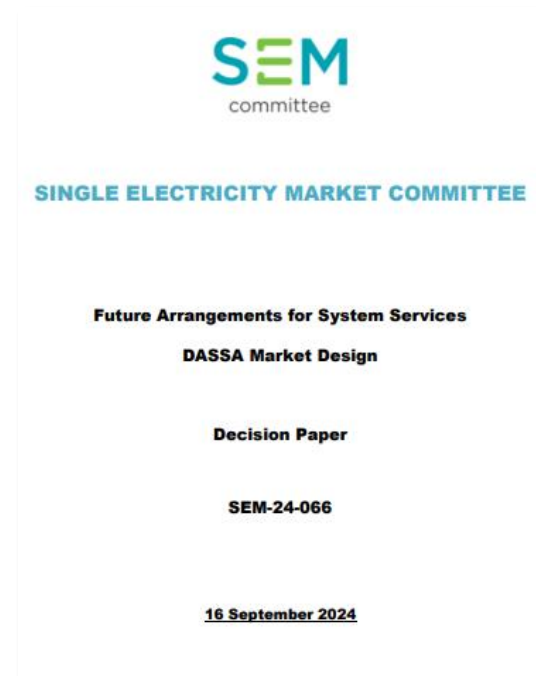 SEM
committee
SINGLE ELECTRICITY MARKET COMMITTEE
Future Arrangements for System Services
DASSA Market Design
Decision Paper
SEM-24-066
16 September 2024